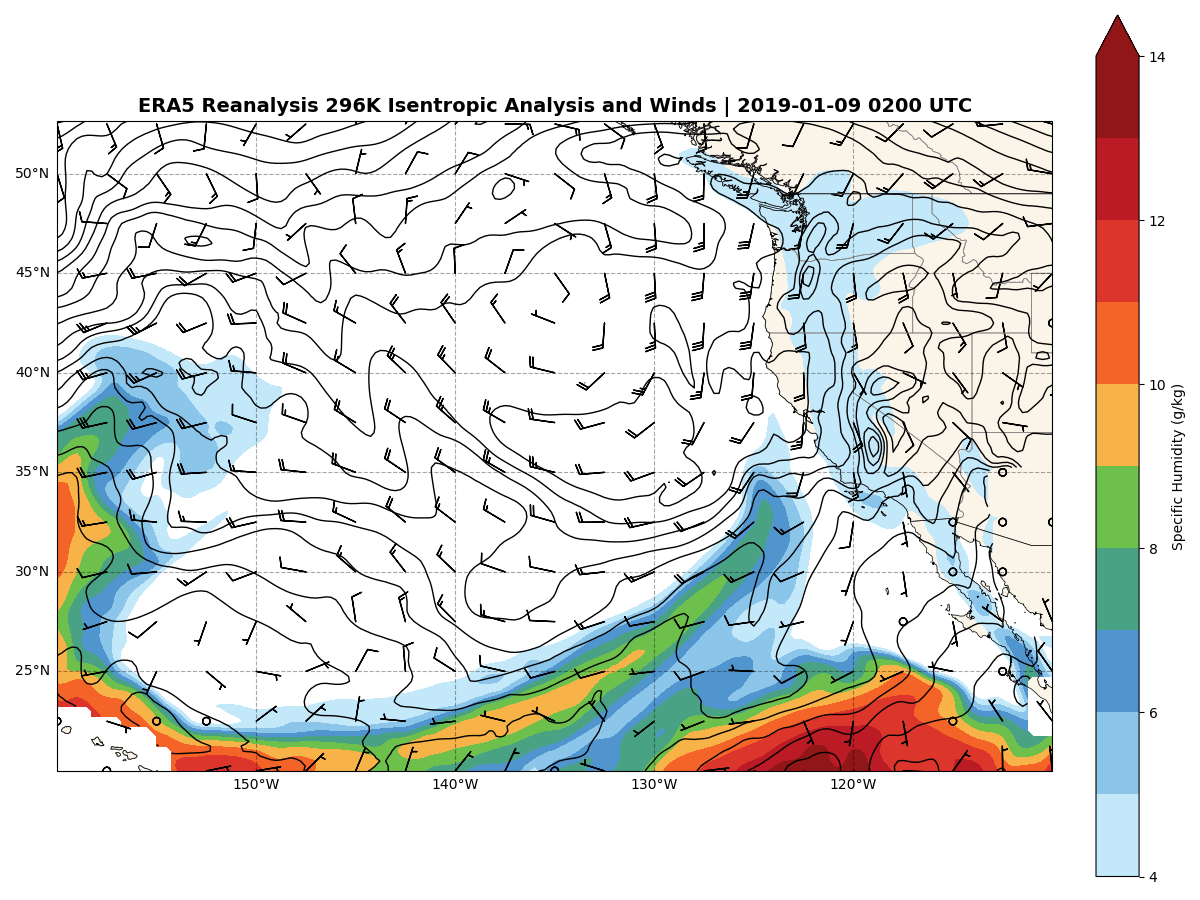 ERA5 Reanalysis 296K Isentropic Analysis and Winds | 2019-01-09 0200 UTC
14
50°N
12
45°N
40°N
10
Specific Humidity (g/kg)
35°N
8
30°N
25°N
6
150°W 140°W 130°W 120°W
4